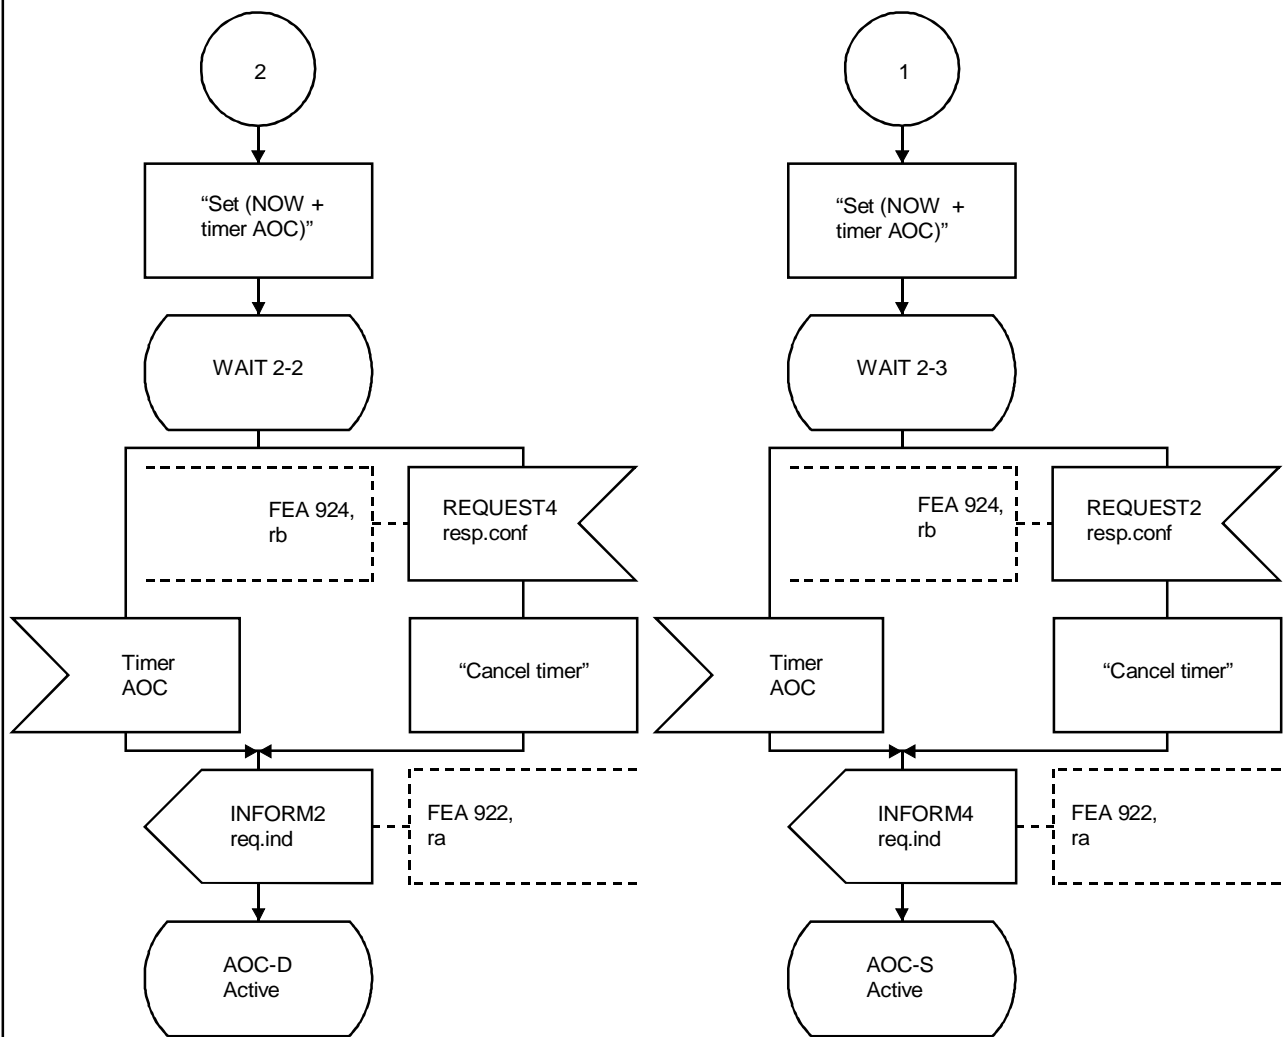 2
“Set (NOW +
timer AOC)”
WAIT 2-2
FEA 924,
rb
REQUEST4
resp.conf
Timer
AOC
“Cancel timer”
INFORM2
req.ind
FEA 922,
ra
AOC-D
Active
1
“Set (NOW +
timer AOC)”
WAIT 2-3
FEA 924,
rb
REQUEST2
resp.conf
Timer
AOC
“Cancel timer”
INFORM4
req.ind
FEA 922,
ra
AOC-S
Active